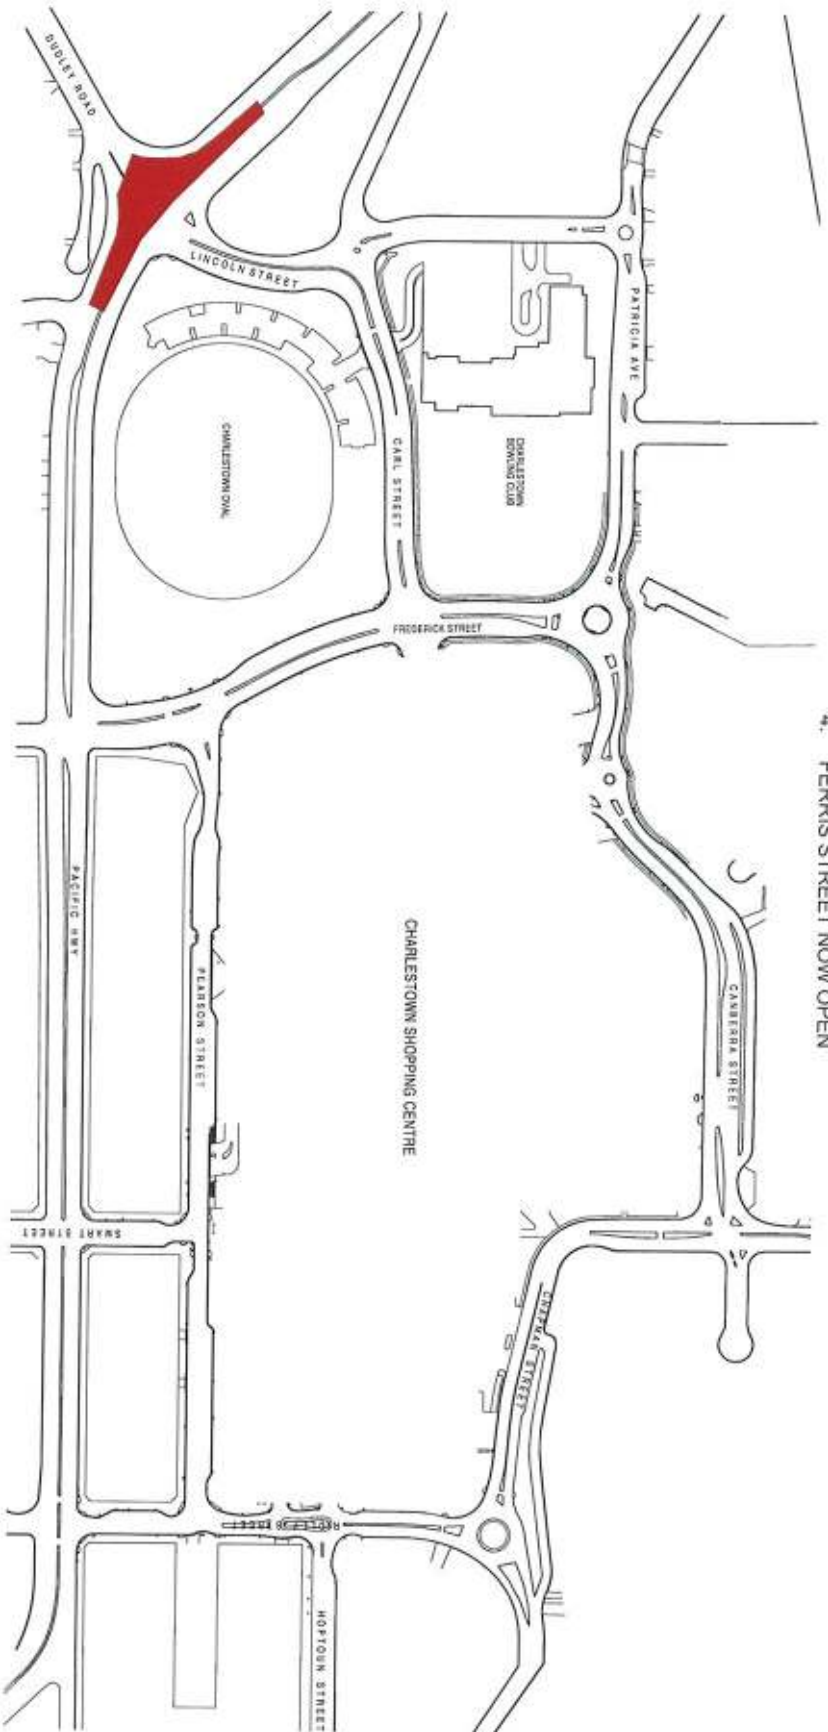 4. FERRIS STREET NOW OPEN
DUDLEY ROAD
LINCOLN STREET
PATRICIA AVE
CHARLESTOWN OVAL
CARL STREET
CHARLESTOWN
BOWLING CLUB
FREDERICK STREET
PACIFIC HWY
PEARSON STREET
CHARLESTOWN SHOPPING CENTRE
CANBERRA STREET
SMART STREET
CHAPMAN STREET
STREET
HOPTOUN STREET